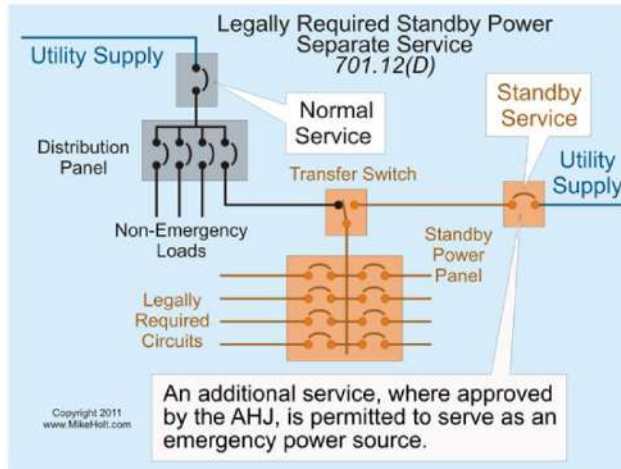 Legally Required Standby Power
Separate Service
701.12(D)
Utility Supply
Normal
Service
Standby
Service
Distribution
Panel
Transfer Switch
Utility
Supply
Non-Emergency
Loads
Standby
Power
Panel
Legally
Required
Circuits
An additional service, where approved
by the AHJ, is permitted to serve as an
emergency power source.
Copyright 2011
www.MikeHolt.com